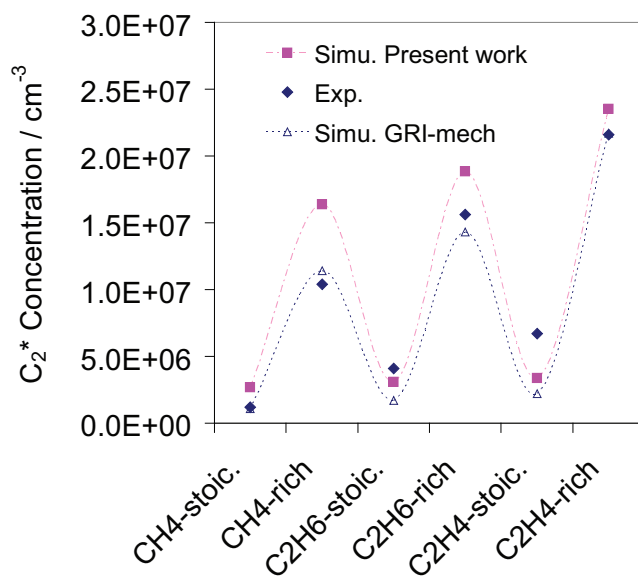 3.0E+07
2.5E+07
2.0E+07
1.5E+07
1.0E+07
5.0E+06
0.0E+00
C₂* Concentration / cm⁻³
Simu. Present work
Exp.
Simu. GRI-mech
CH4-stoic.
CH4-rich
C2H6-stoic.
C2H6-rich
C2H4-stoic.
C2H4-rich